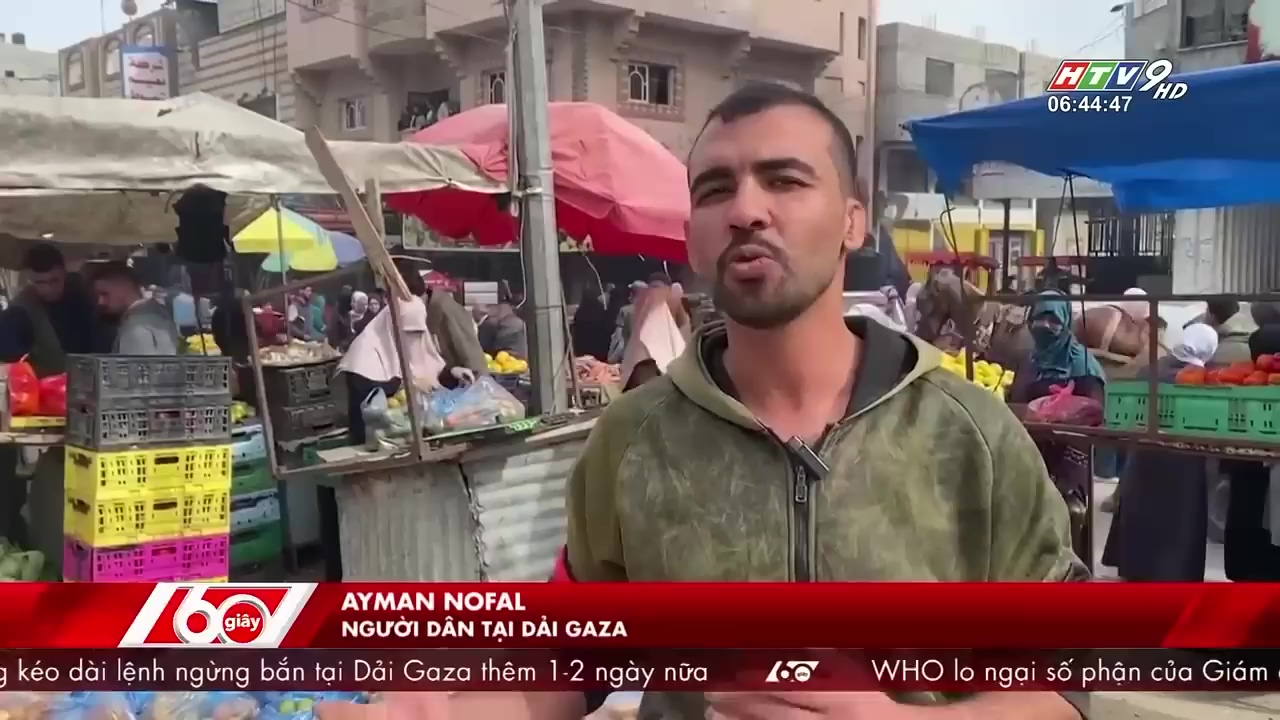 HTV9 HD
06:44:47
60 giây
AYMAN NOFAL
NGƯỜI DÂN TẠI DẢI GAZA
kéo dài lệnh ngừng bắn tại Dải Gaza thêm 1-2 ngày nữa
60
WHO lo ngại số phận của Giám